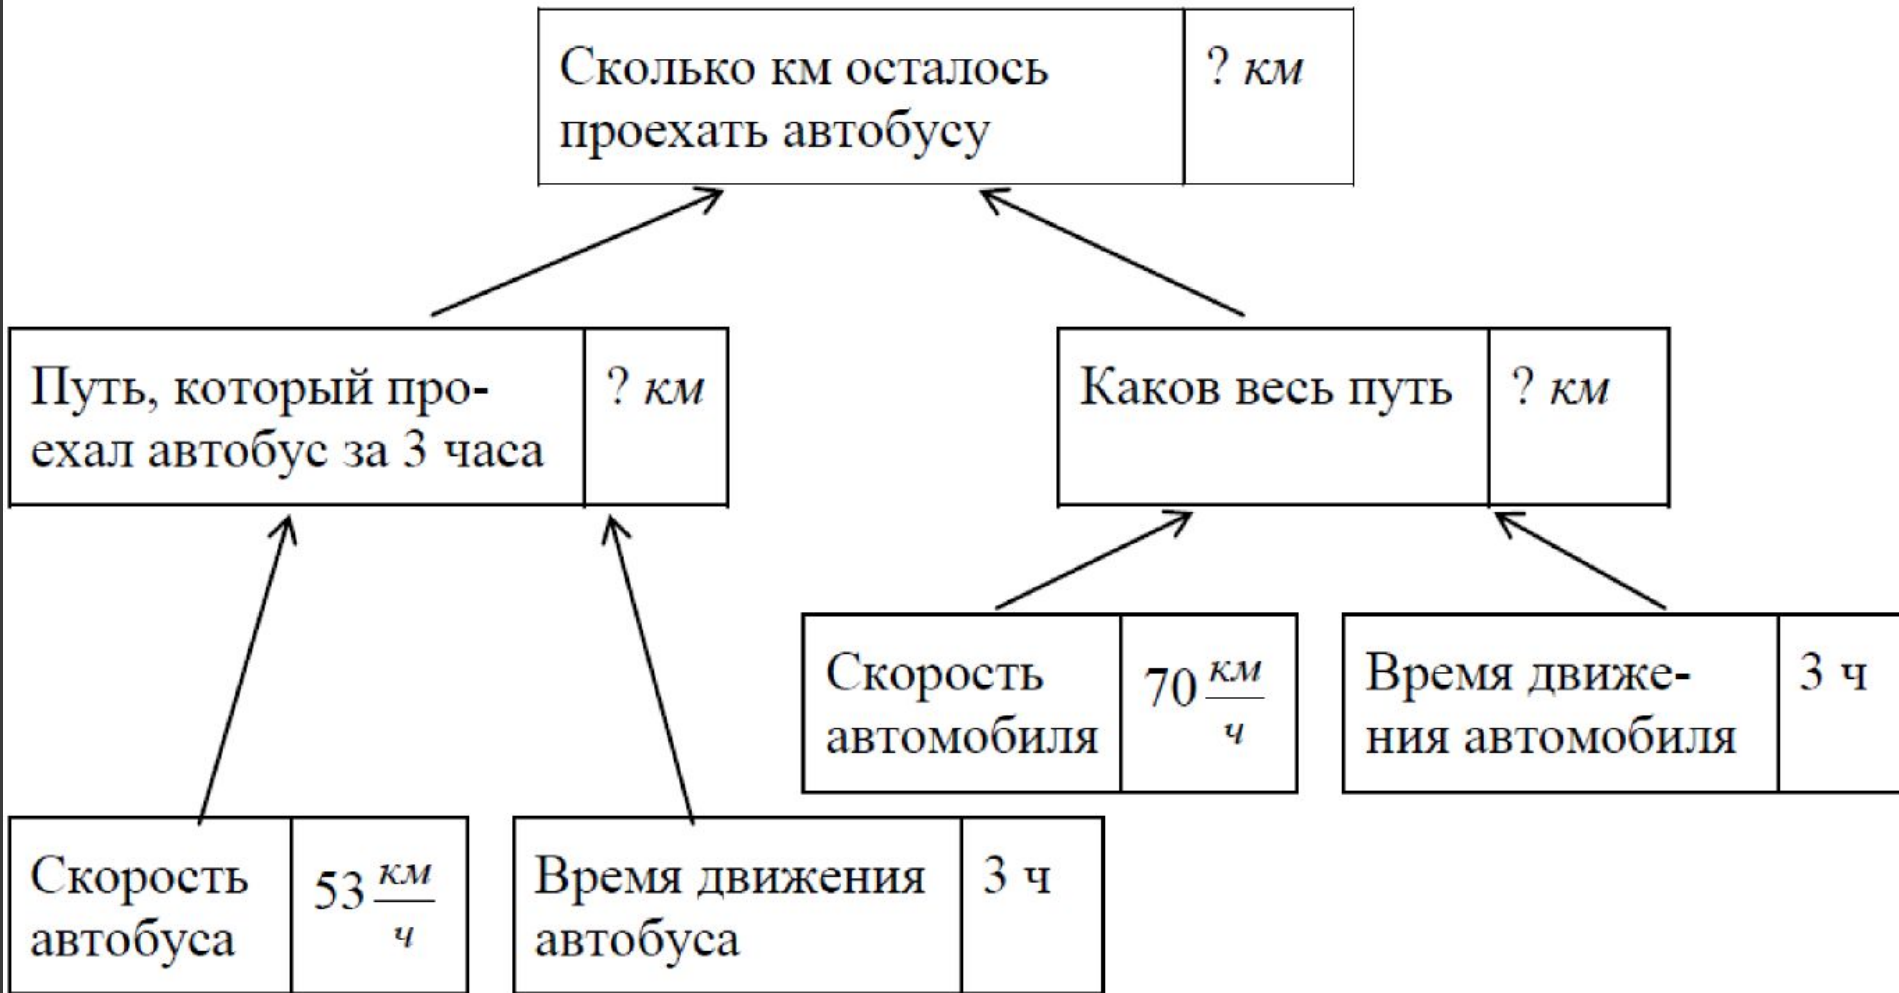 Сколько км осталось
проехать автобусу
? км
Путь, который про-
ехал автобус за 3 часа
? км
Каков весь путь
? км
Скорость
автомобиля
70 км/ч
Время движе-
ния автомобиля
3 ч
Скорость
автобуса
53 км/ч
Время движения
автобуса
3 ч